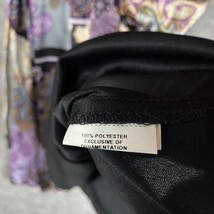 100% POLYESTER
EXCLUSIVE OF
ORNAMENTATION